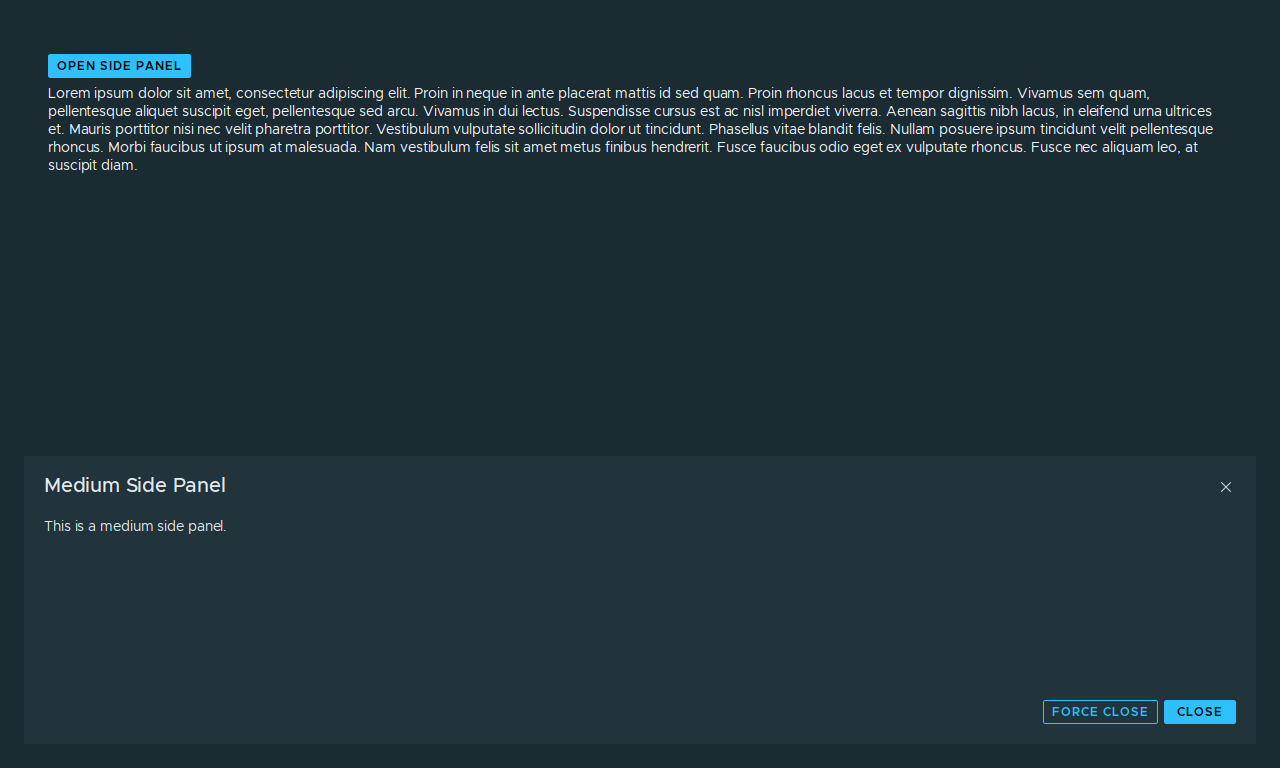 OPEN SIDE PANEL
Lorem ipsum dolor sit amet, consectetur adipiscing elit. Proin in neque in ante placerat mattis id sed quam. Proin rhoncus lacus et tempor dignissim. Vivamus sem quam,
pellentesque aliquet suscipit eget, pellentesque sed arcu. Vivamus in dui lectus. Suspendisse cursus est ac nisl imperdiet viverra. Aenean sagittis nibh lacus, in eleifend urna ultrices
et. Mauris porttitor nisi nec velit pharetra porttitor. Vestibulum vulputate sollicitudin dolor ut tincidunt. Phasellus vitae blandit felis. Nullam posuere ipsum tincidunt velit pellentesque
rhoncus. Morbi faucibus ut ipsum at malesuada. Nam vestibulum felis sit amet metus finibus hendrerit. Fusce faucibus odio eget ex vulputate rhoncus. Fusce nec aliquam leo, at
suscipit diam.
Medium Side Panel
This is a medium side panel.
FORCE CLOSE
CLOSE